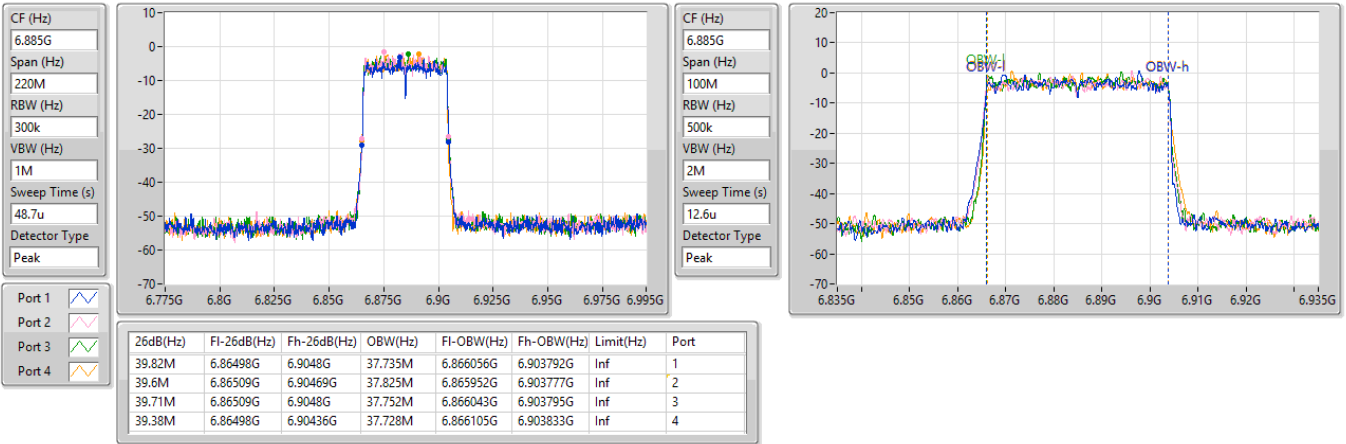 CF (Hz)
6.885G
Span (Hz)
220M
RBW (Hz)
300k
VBW (Hz)
1M
Sweep Time (s)
48.7u
Detector Type
Peak
10
0
-10
-20
-30
-40
-50
-60
-70
6.775G 6.8G 6.825G 6.85G 6.875G 6.9G 6.925G 6.95G 6.975G 6.995G
CF (Hz)
6.885G
Span (Hz)
100M
RBW (Hz)
500k
VBW (Hz)
2M
Sweep Time (s)
12.6u
Detector Type
Peak
20
10
0
-10
-20
-30
-40
-50
-60
-70
OBW-l
OBW-l OBW-h
6.835G 6.85G 6.86G 6.87G 6.88G 6.89G 6.9G 6.91G 6.92G 6.935G
Port 1
Port 2
Port 3
Port 4
26dB(Hz) Fl-26dB(Hz) Fh-26dB(Hz) OBW(Hz) Fl-OBW(Hz) Fh-OBW(Hz) Limit(Hz) Port
39.82M 6.86498G 6.9048G 37.735M 6.866056G 6.903792G Inf 1
39.6M 6.86509G 6.90469G 37.825M 6.865952G 6.903777G Inf 2
39.71M 6.86509G 6.9048G 37.752M 6.866043G 6.903795G Inf 3
39.38M 6.86498G 6.90436G 37.728M 6.866105G 6.903833G Inf 4